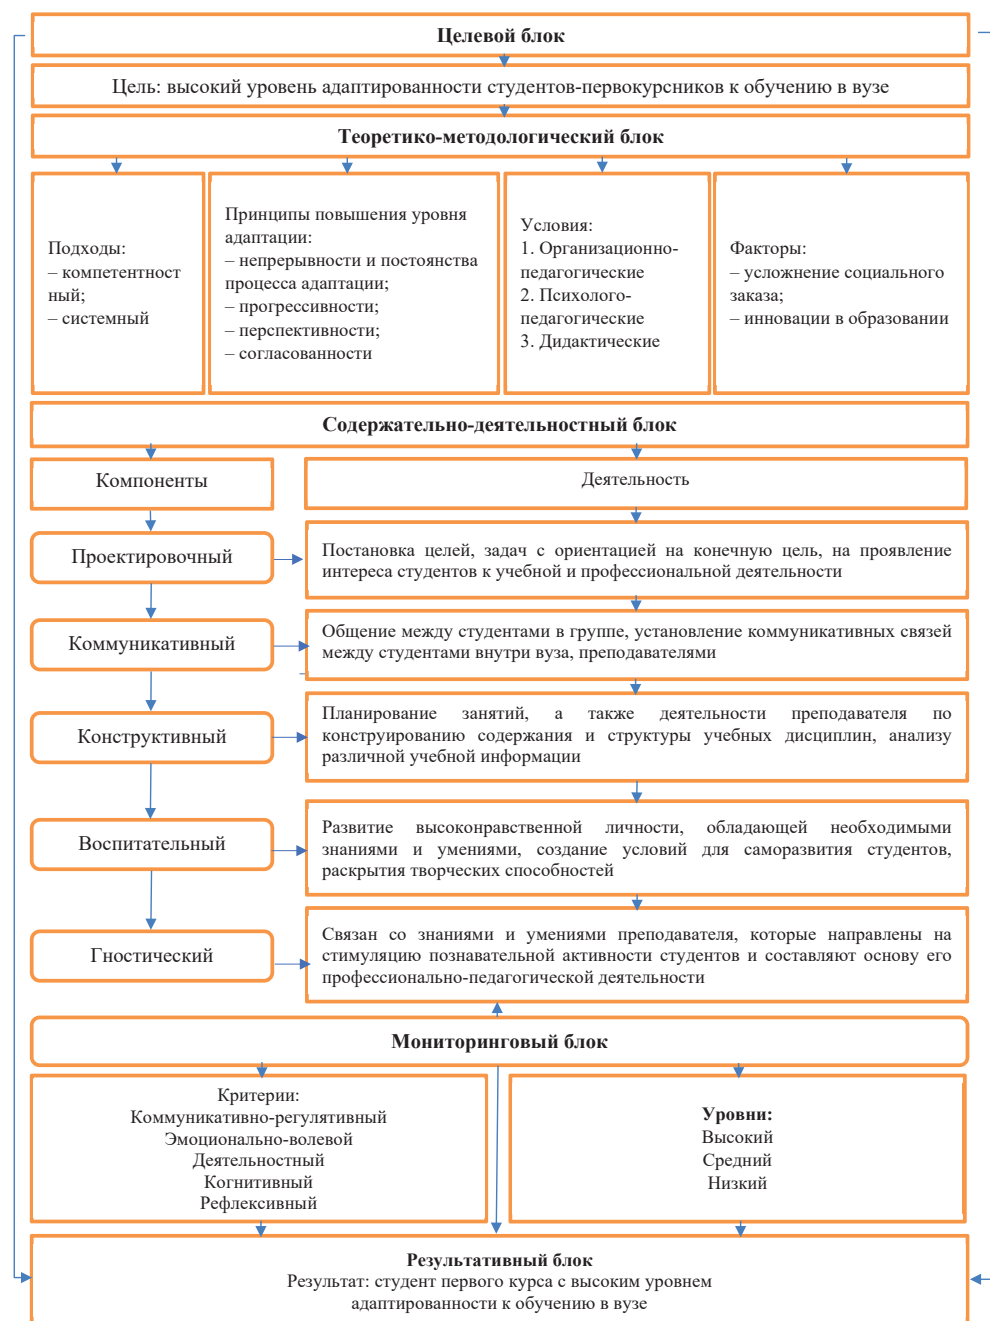 Целевой блок
Цель: высокий уровень адаптированности студентов-первокурсников к обучению в вузе
Теоретико-методологический блок
Подходы:
– компетентност
ный;
– системный
Принципы повышения уровня
адаптации:
– непрерывности и постоянства
процесса адаптации;
– прогрессивности;
– перспективности;
– согласованности
Условия:
1. Организационно-
педагогические
2. Психолого-
педагогические
3. Дидактические
Факторы:
– усложнение социального
заказа;
– инновации в образовании
Содержательно-деятельностный блок
Компоненты
Деятельность
Проектировочный
Постановка целей, задач с ориентацией на конечную цель, на проявление
интереса студентов к учебной и профессиональной деятельности
Коммуникативный
Общение между студентами в группе, установление коммуникативных связей
между студентами внутри вуза, преподавателями
Конструктивный
Планирование занятий, а также деятельности преподавателя по
конструированию содержания и структуры учебных дисциплин, анализу
различной учебной информации
Воспитательный
Развитие высоконравственной личности, обладающей необходимыми
знаниями и умениями, создание условий для саморазвития студентов,
раскрытия творческих способностей
Гностический
Связан со знаниями и умениями преподавателя, которые направлены на
стимуляцию познавательной активности студентов и составляют основу его
профессионально-педагогической деятельности
Мониторинговый блок
Критерии:
Коммуникативно-регулятивный
Эмоционально-волевой
Деятельностный
Когнитивный
Рефлексивный
Уровни:
Высокий
Средний
Низкий
Результативный блок
Результат: студент первого курса с высоким уровнем
адаптированности к обучению в вузе